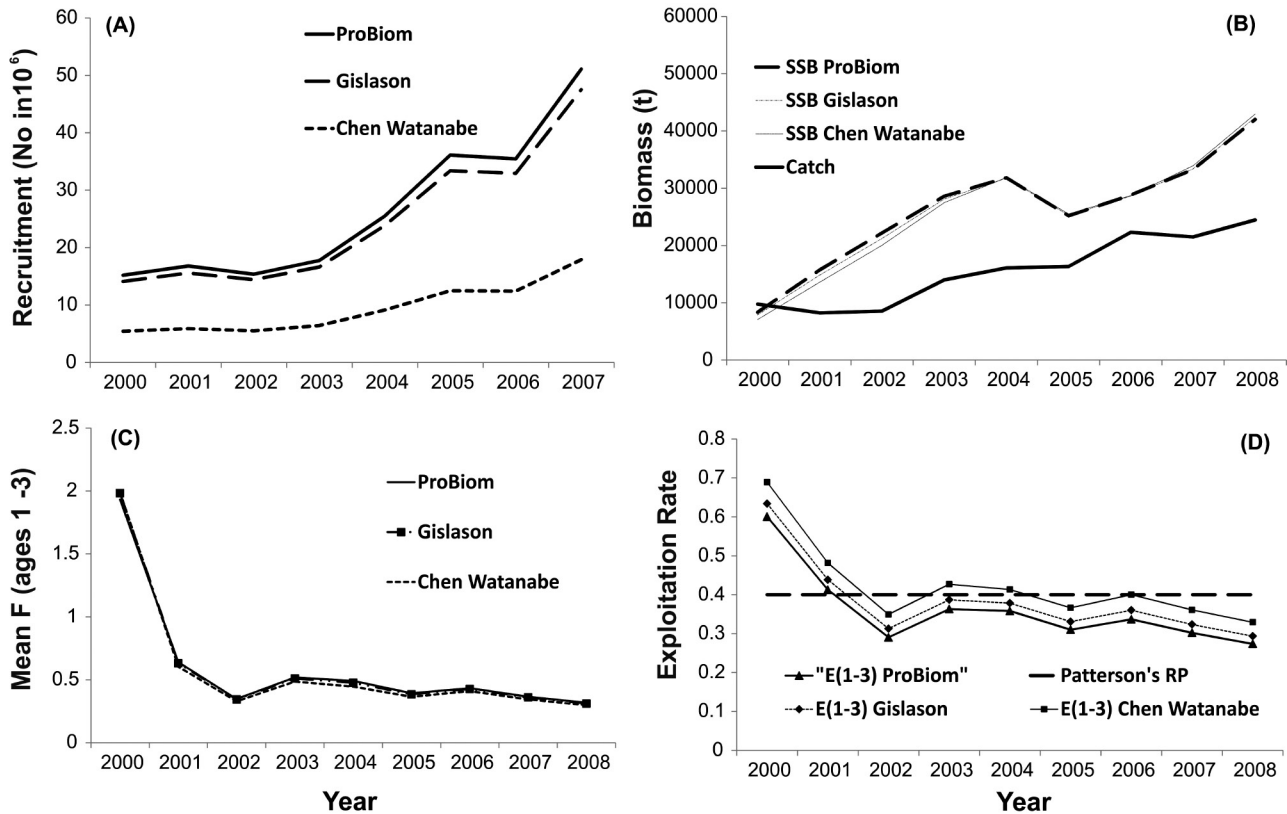 (A)
Recruitment (No in10⁶)
60
50
40
30
20
10
0
ProBiom
Gislason
Chen Watanabe
2000 2001 2002 2003 2004 2005 2006 2007
(B)
Biomass (t)
60000
50000
40000
30000
20000
10000
0
SSB ProBiom
SSB Gislason
SSB Chen Watanabe
Catch
2000 2001 2002 2003 2004 2005 2006 2007 2008
(C)
Mean F (ages 1 -3)
2.5
2
1.5
1
0.5
0
ProBiom
Gislason
Chen Watanabe
2000 2001 2002 2003 2004 2005 2006 2007 2008
Year
(D)
Exploitation Rate
0.8
0.7
0.6
0.5
0.4
0.3
0.2
0.1
0
"E(1-3) ProBiom" Patterson's RP
E(1-3) Gislason E(1-3) Chen Watanabe
2000 2001 2002 2003 2004 2005 2006 2007 2008
Year